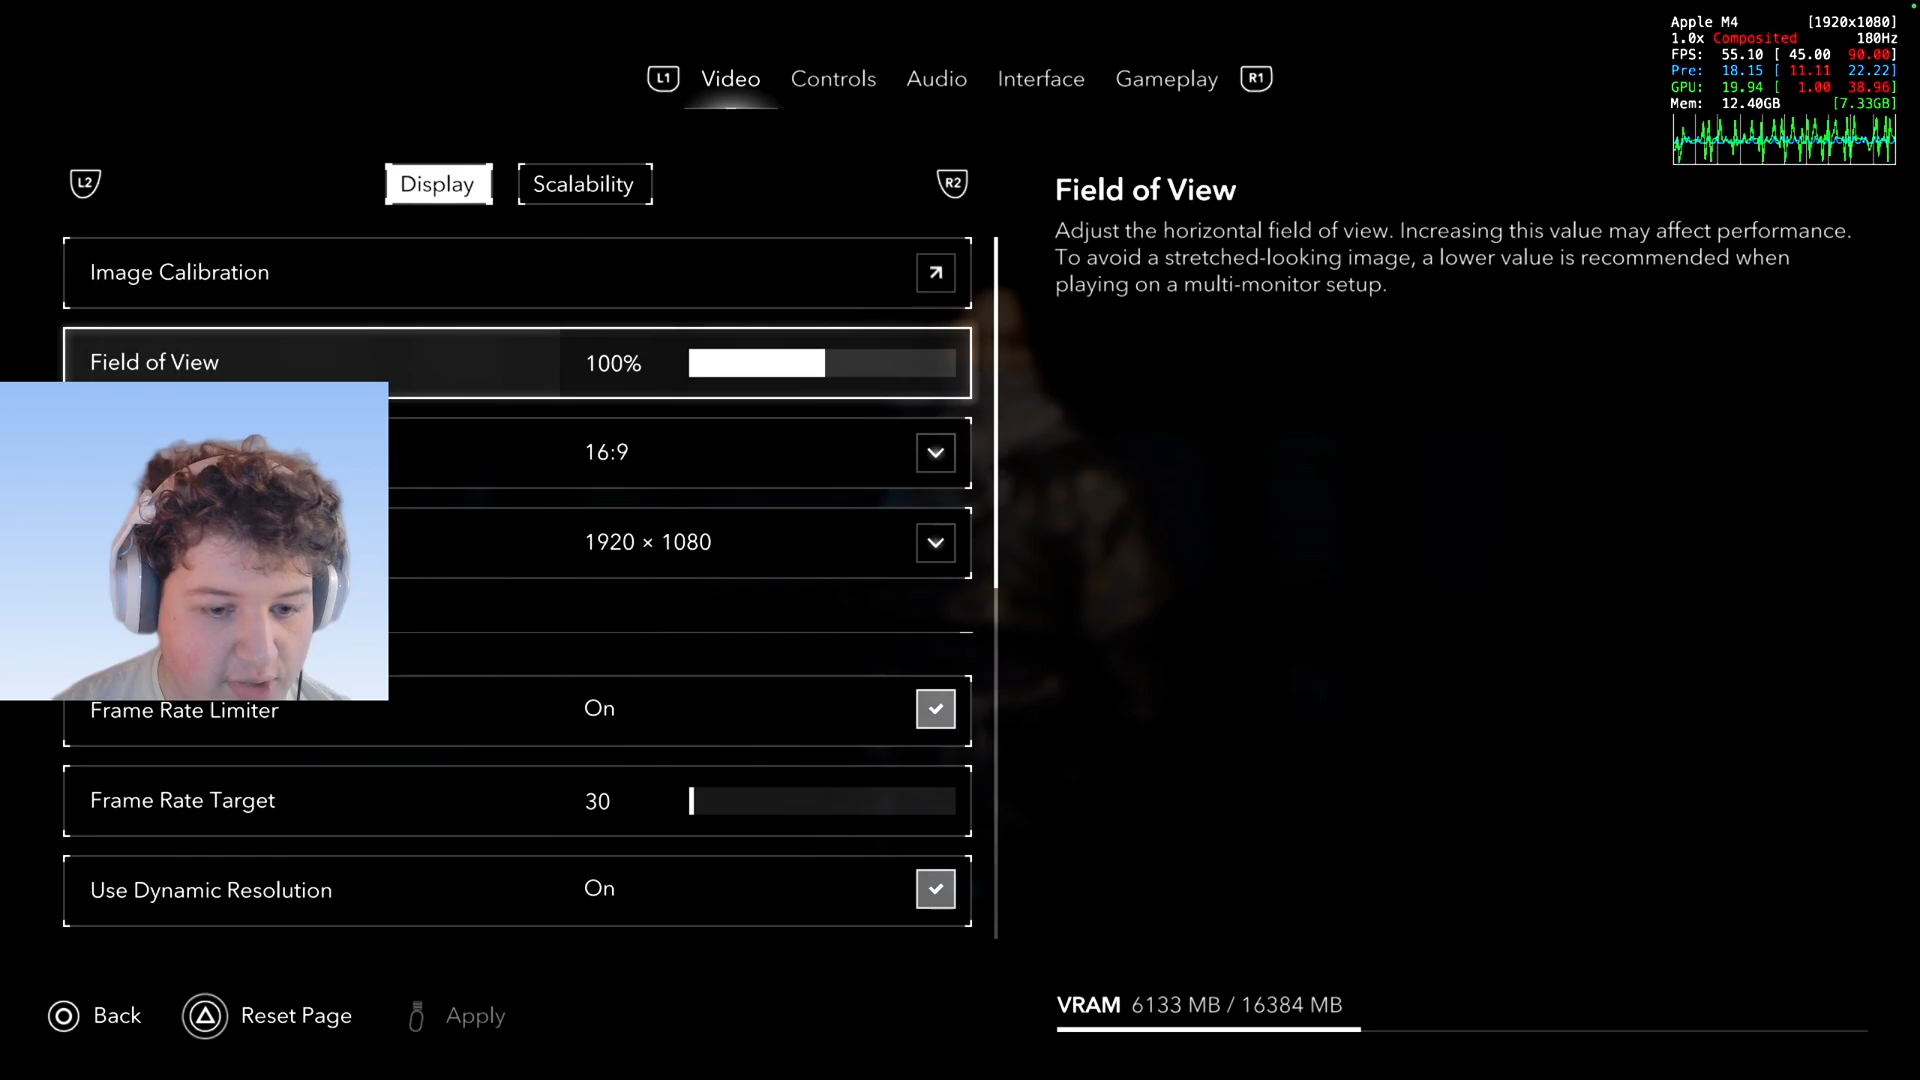 Apple M4 [1920x1080]
1.0x Composited 180Hz
FPS: 55.10 [ 45.00 90.00]
Pre: 18.15 [ 11.11 22.22]
GPU: 19.94 [ 1.00 38.96]
Mem: 12.40GB [7.33GB]
L1 Video Controls Audio Interface Gameplay R1
L2 Display Scalability R2
Image Calibration
Field of View 100%
16:9
1920 × 1080
Frame Rate Limiter On
Frame Rate Target 30
Use Dynamic Resolution On
Field of View
Adjust the horizontal field of view. Increasing this value may affect performance.
To avoid a stretched-looking image, a lower value is recommended when
playing on a multi-monitor setup.
Back Reset Page Apply
VRAM 6133 MB / 16384 MB